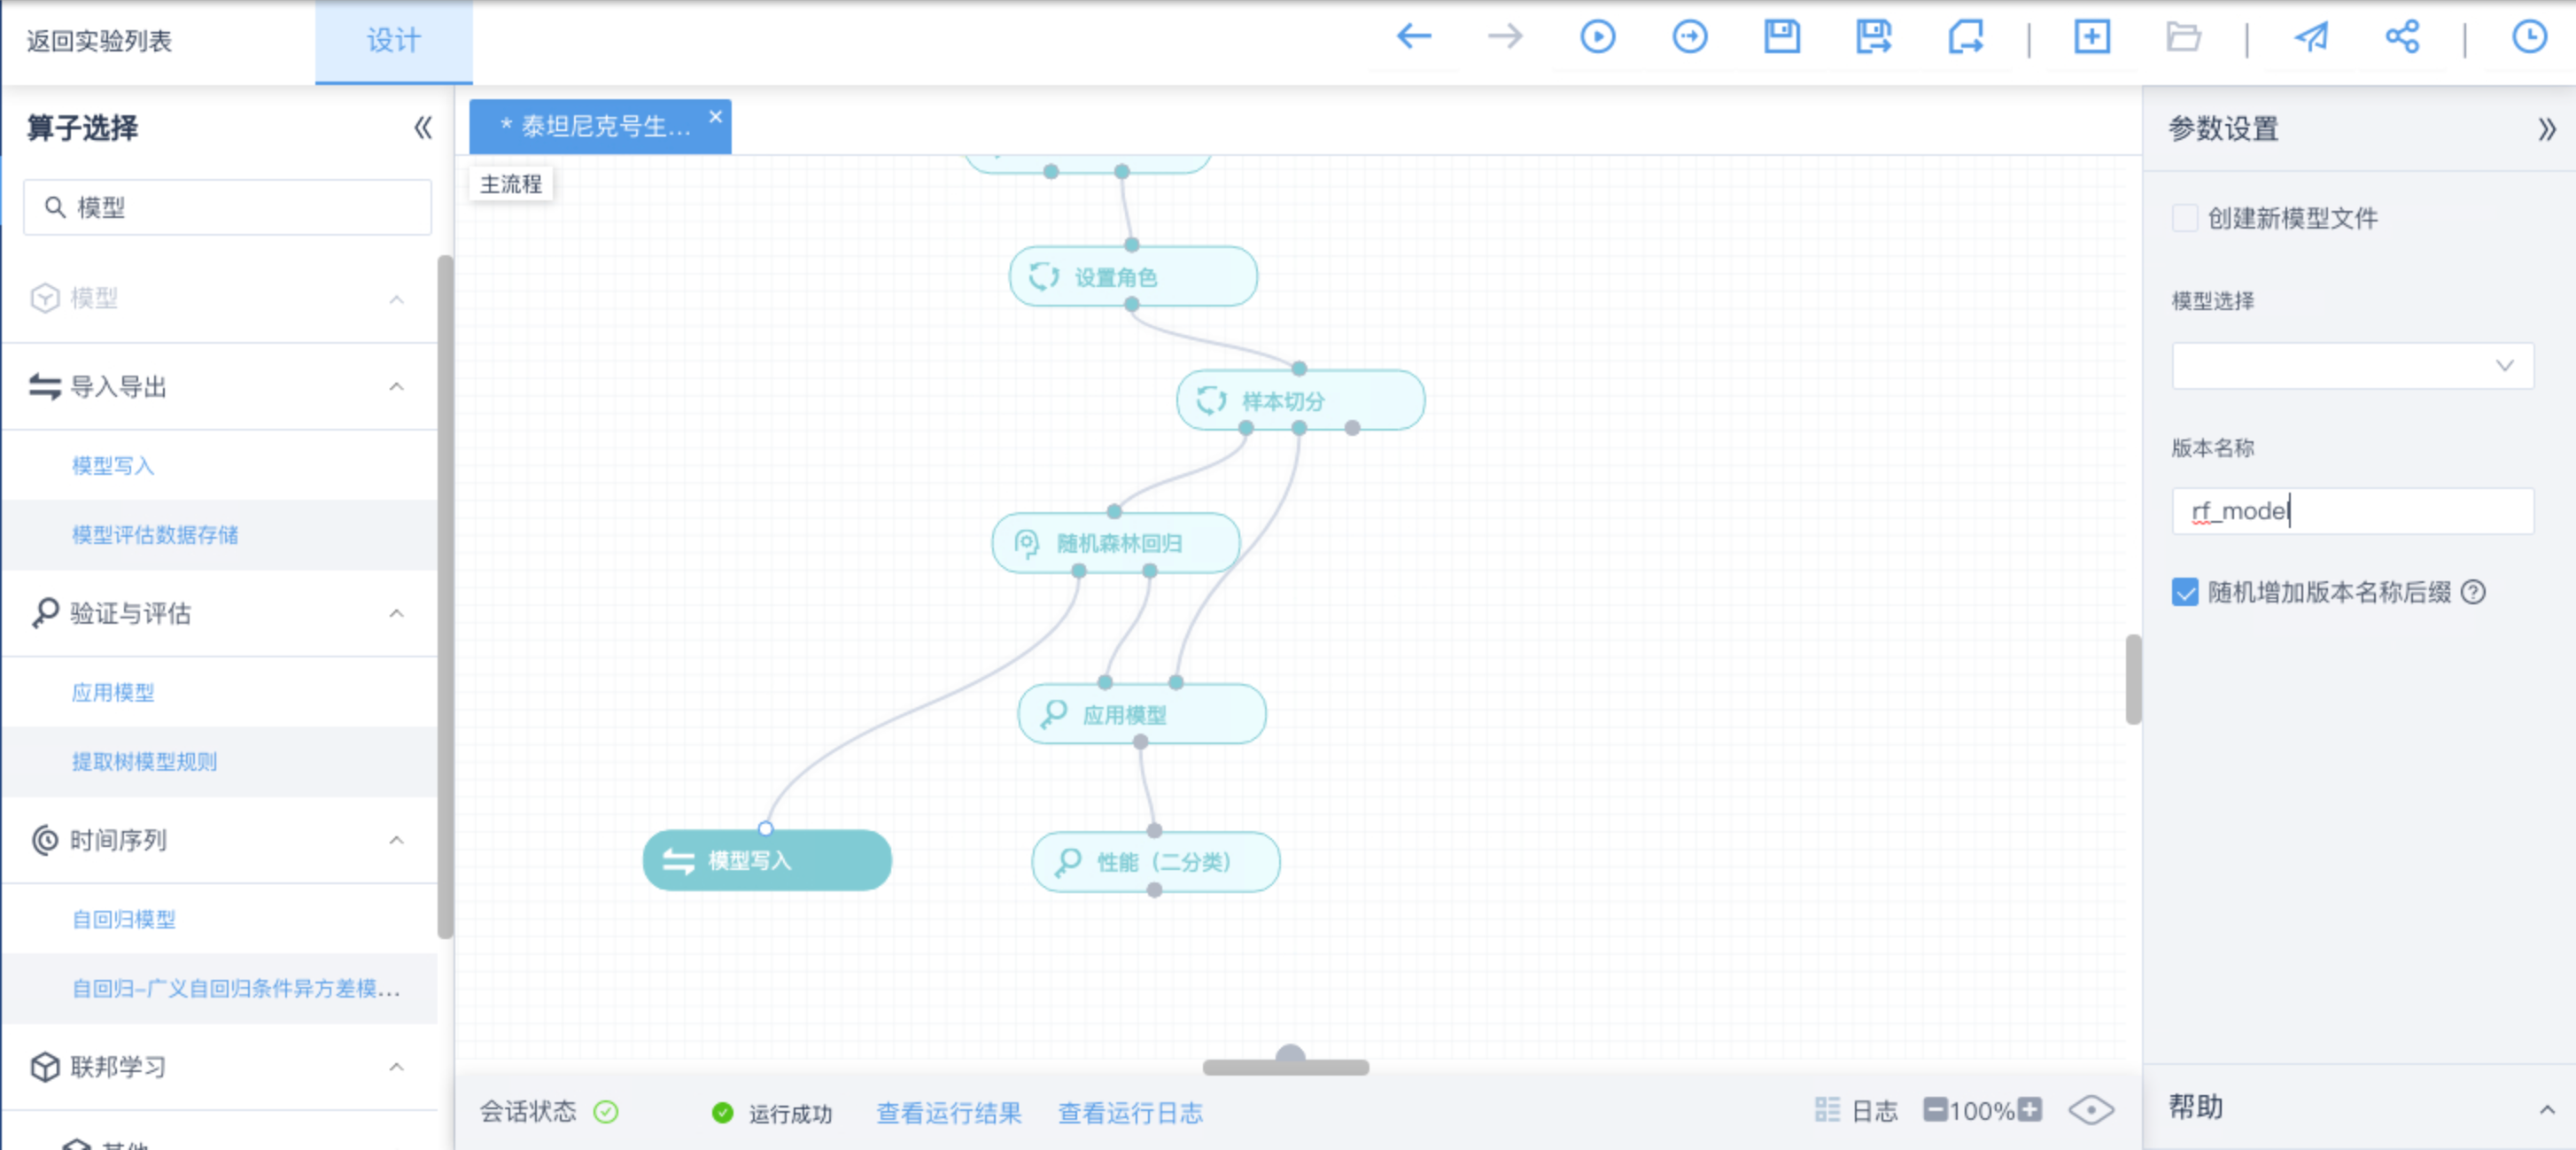 返回实验列表
设计
算子选择
* 泰坦尼克号生...
参数设置
主流程
模型
创建新模型文件
模型
设置角色
模型选择
导入导出
样本切分
版本名称
模型写入
rf_model
模型评估数据存储
随机森林回归
随机增加版本名称后缀
验证与评估
应用模型
应用模型
提取树模型规则
时间序列
模型写入
性能（二分类）
自回归模型
自回归-广义自回归条件异方差模...
联邦学习
会话状态
运行成功
查看运行结果
查看运行日志
日志
100%
帮助
其他